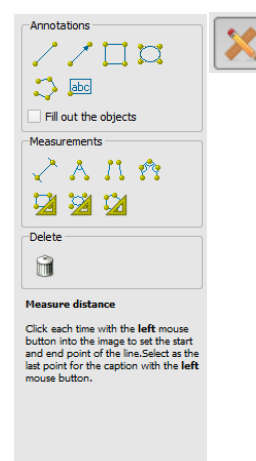 Annotations
abc
Fill out the objects
Measurements
Delete
Measure distance
Click each time with the left mouse
button into the image to set the start
and end point of the line.Select as the
last point for the caption with the left
mouse button.